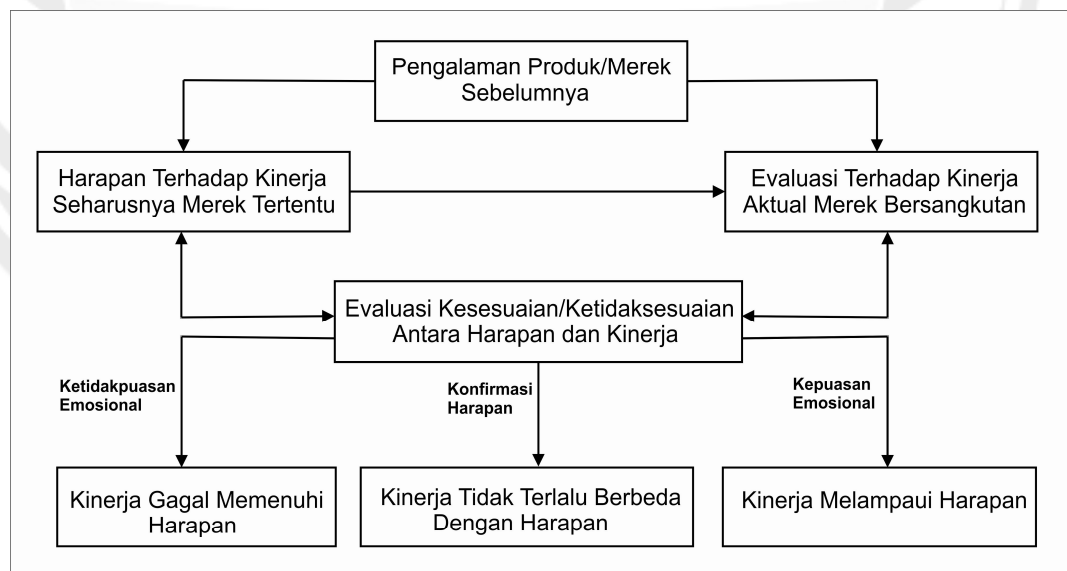 Pengalaman Produk/Merek
Sebelumnya
Harapan Terhadap Kinerja
Seharusnya Merek Tertentu
Evaluasi Terhadap Kinerja
Aktual Merek Bersangkutan
Evaluasi Kesesuaian/Ketidaksesuaian
Antara Harapan dan Kinerja
Ketidakpuasan
Emosional
Konfirmasi
Harapan
Kepuasan
Emosional
Kinerja Gagal Memenuhi
Harapan
Kinerja Tidak Terlalu Berbeda
Dengan Harapan
Kinerja Melampaui Harapan